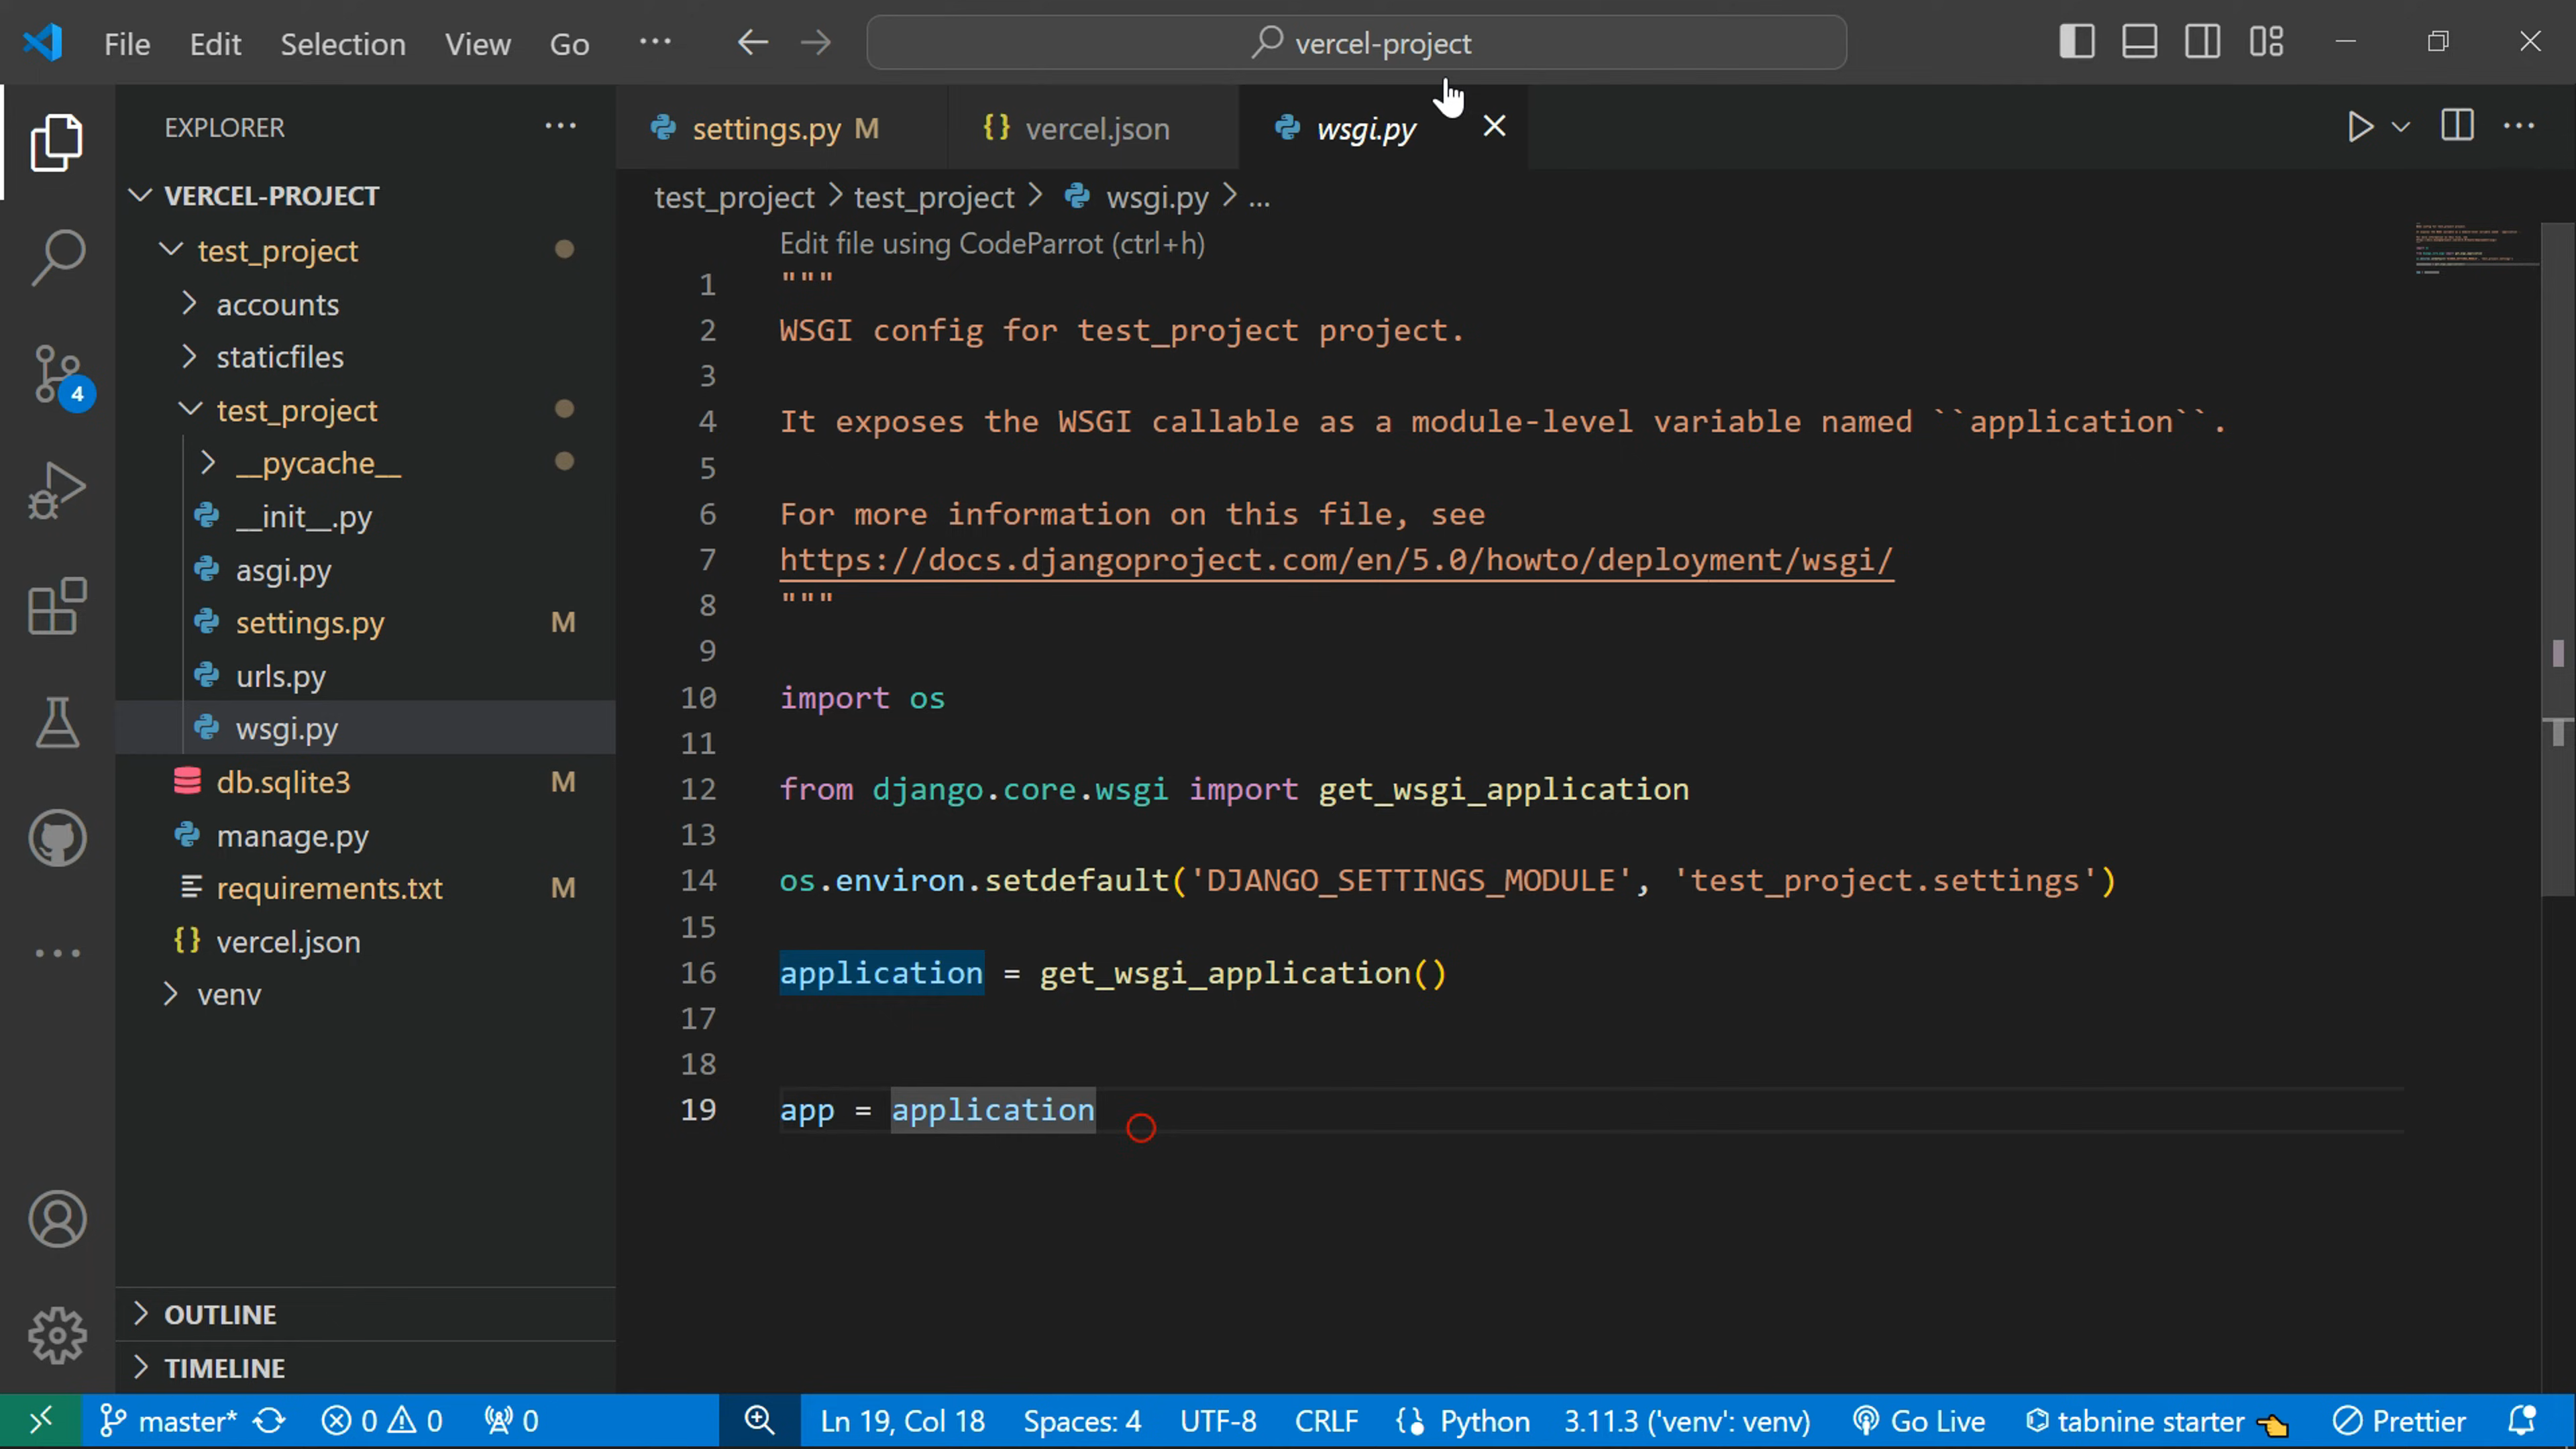 File Edit Selection View Go ... vercel-project
EXPLORER ...
VERCEL-PROJECT
test_project
accounts
staticfiles
test_project
__pycache__
__init__.py
asgi.py
settings.py M
urls.py
wsgi.py
db.sqlite3 M
manage.py
requirements.txt M
{} vercel.json
venv
OUTLINE
TIMELINE
4
settings.py M {} vercel.json wsgi.py
test_project > test_project > wsgi.py > ...
Edit file using CodeParrot (ctrl+h)
1 """
2 WSGI config for test_project project.
3
4 It exposes the WSGI callable as a module-level variable named ``application``.
5
6 For more information on this file, see
7 https://docs.djangoproject.com/en/5.0/howto/deployment/wsgi/
8 """
9
10 import os
11
12 from django.core.wsgi import get_wsgi_application
13
14 os.environ.setdefault('DJANGO_SETTINGS_MODULE', 'test_project.settings')
15
16 application = get_wsgi_application()
17
18
19 app = application
master* 0 0 0 Ln 19, Col 18 Spaces: 4 UTF-8 CRLF Python 3.11.3 ('venv': venv) Go Live tabnine starter Prettier